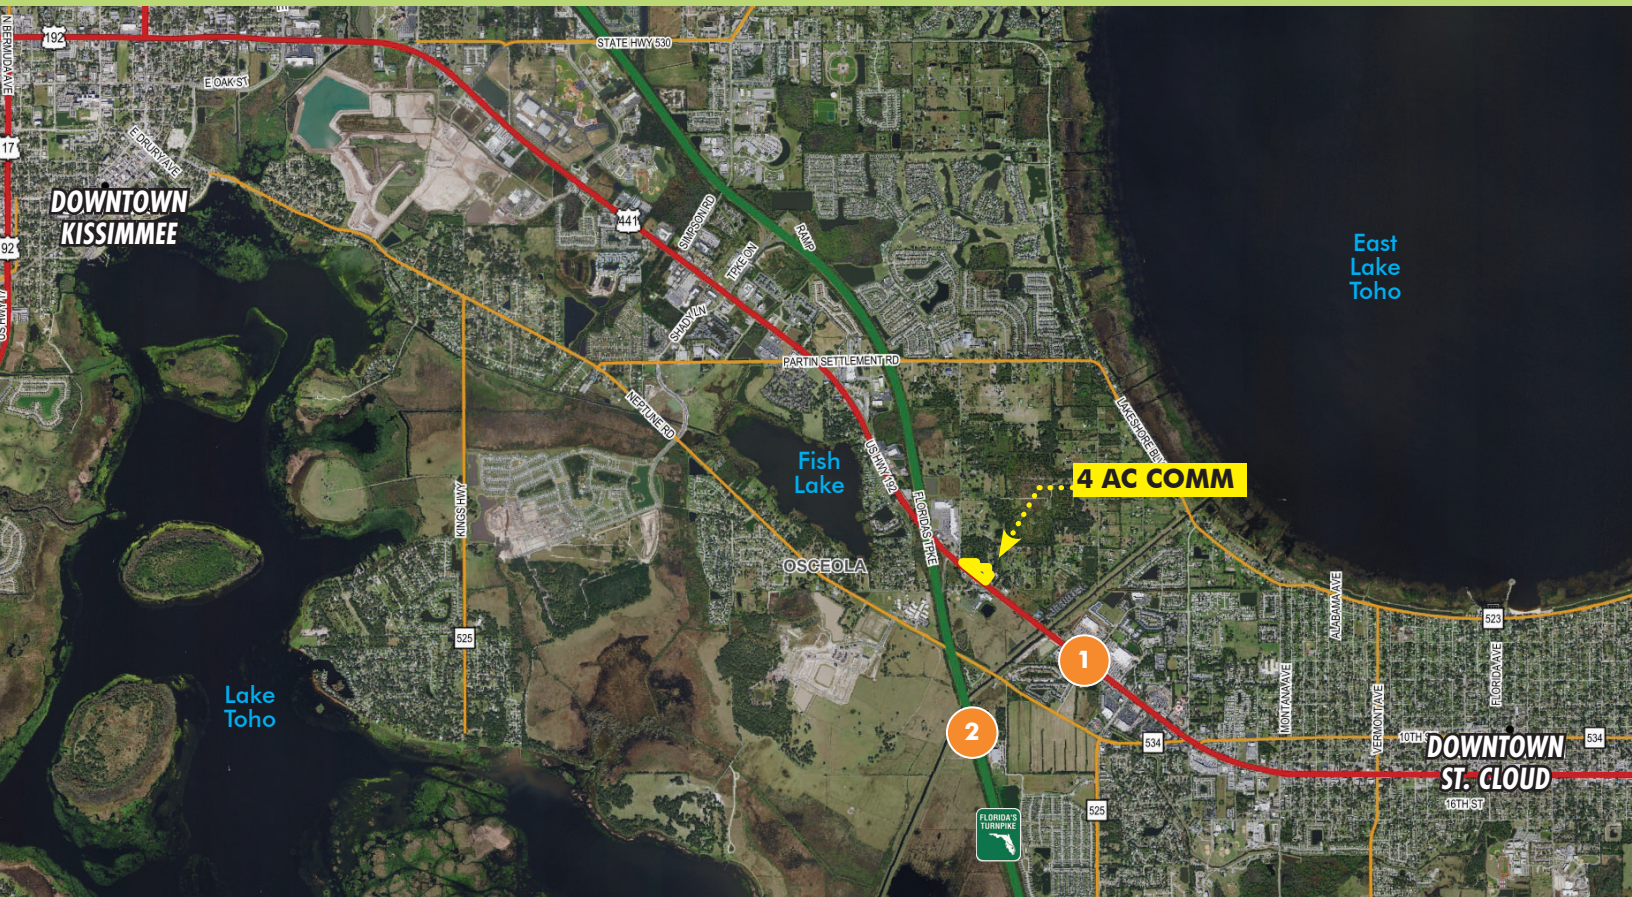 N BERMUDA AVE
192
STATE HWY 530
E OAK ST
17
E DRURY AVE
DOWNTOWN
KISSIMMEE
92
441
SIMPSON RD
TPKE ON
RAMP
East
Lake
Toho
SHADY LN
PARTIN SETTLEMENT RD
NEPTUNE RD
LAKESHORE BLV
US HWY 192
Fish
Lake
4 AC COMM
KINGS HWY
FLORIDAS TPKE
OSCEOLA
ALABAMA AVE
523
525
1
MONTANA AVE
FLORIDA AVE
Lake
Toho
VERMONT AVE
2
534
10TH S
534
DOWNTOWN
ST. CLOUD
16TH ST
525
FLORIDA'S
TURNPIKE